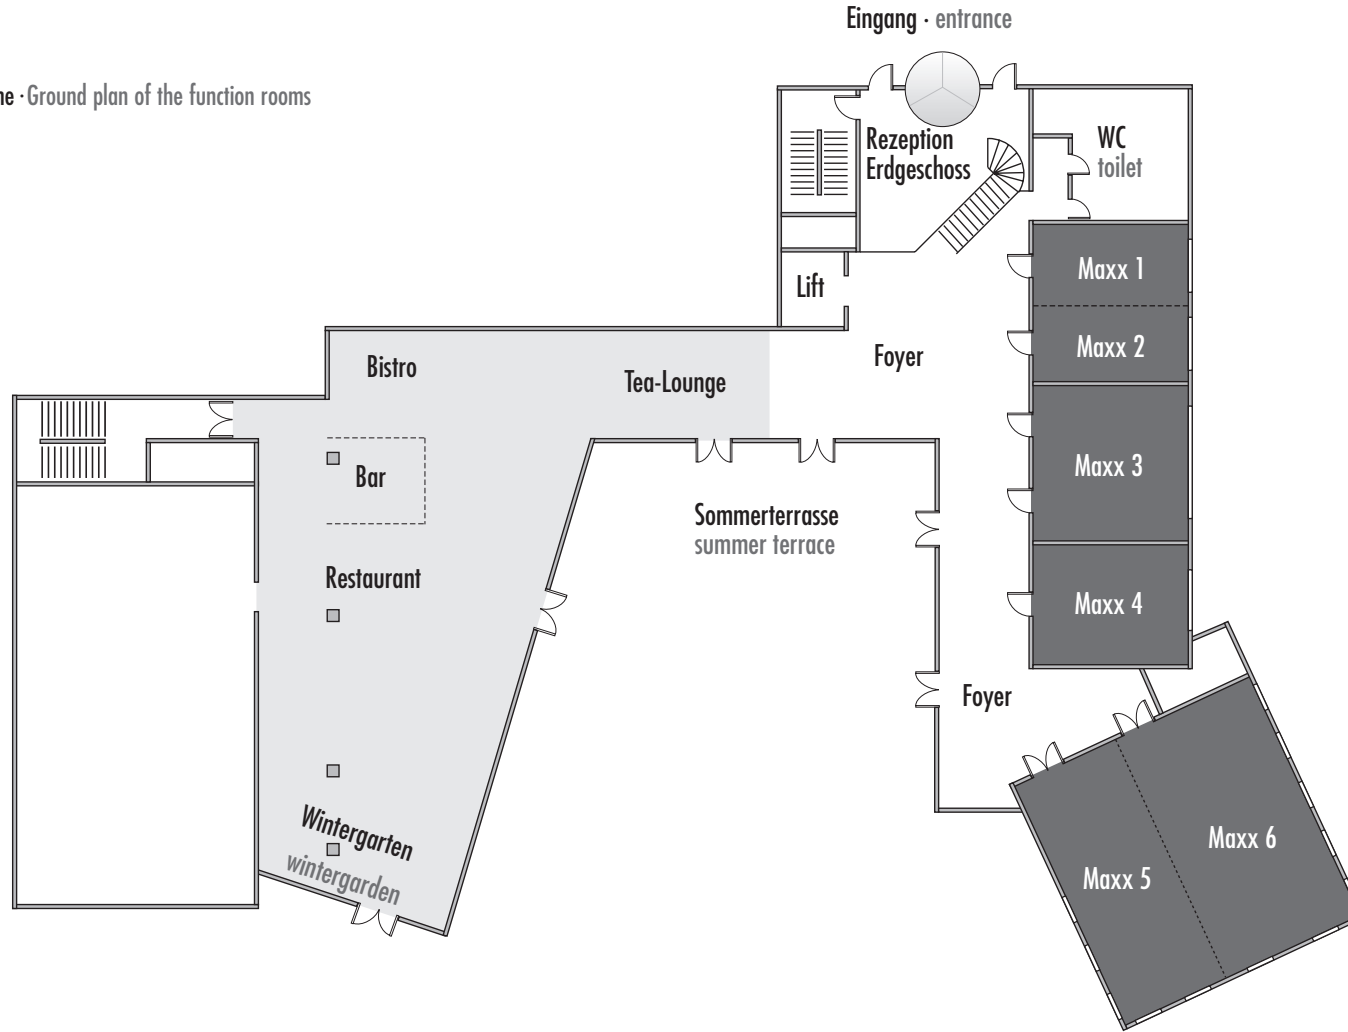 Eingang · entrance
ne · Ground plan of the function rooms
Rezeption
Erdgeschoss
WC
toilet
Maxx 1
Lift
Maxx 2
Foyer
Bistro
Tea-Lounge
Maxx 3
Bar
Sommerterrasse
summer terrace
Restaurant
Maxx 4
Foyer
Wintergarten
wintergarden
Maxx 6
Maxx 5